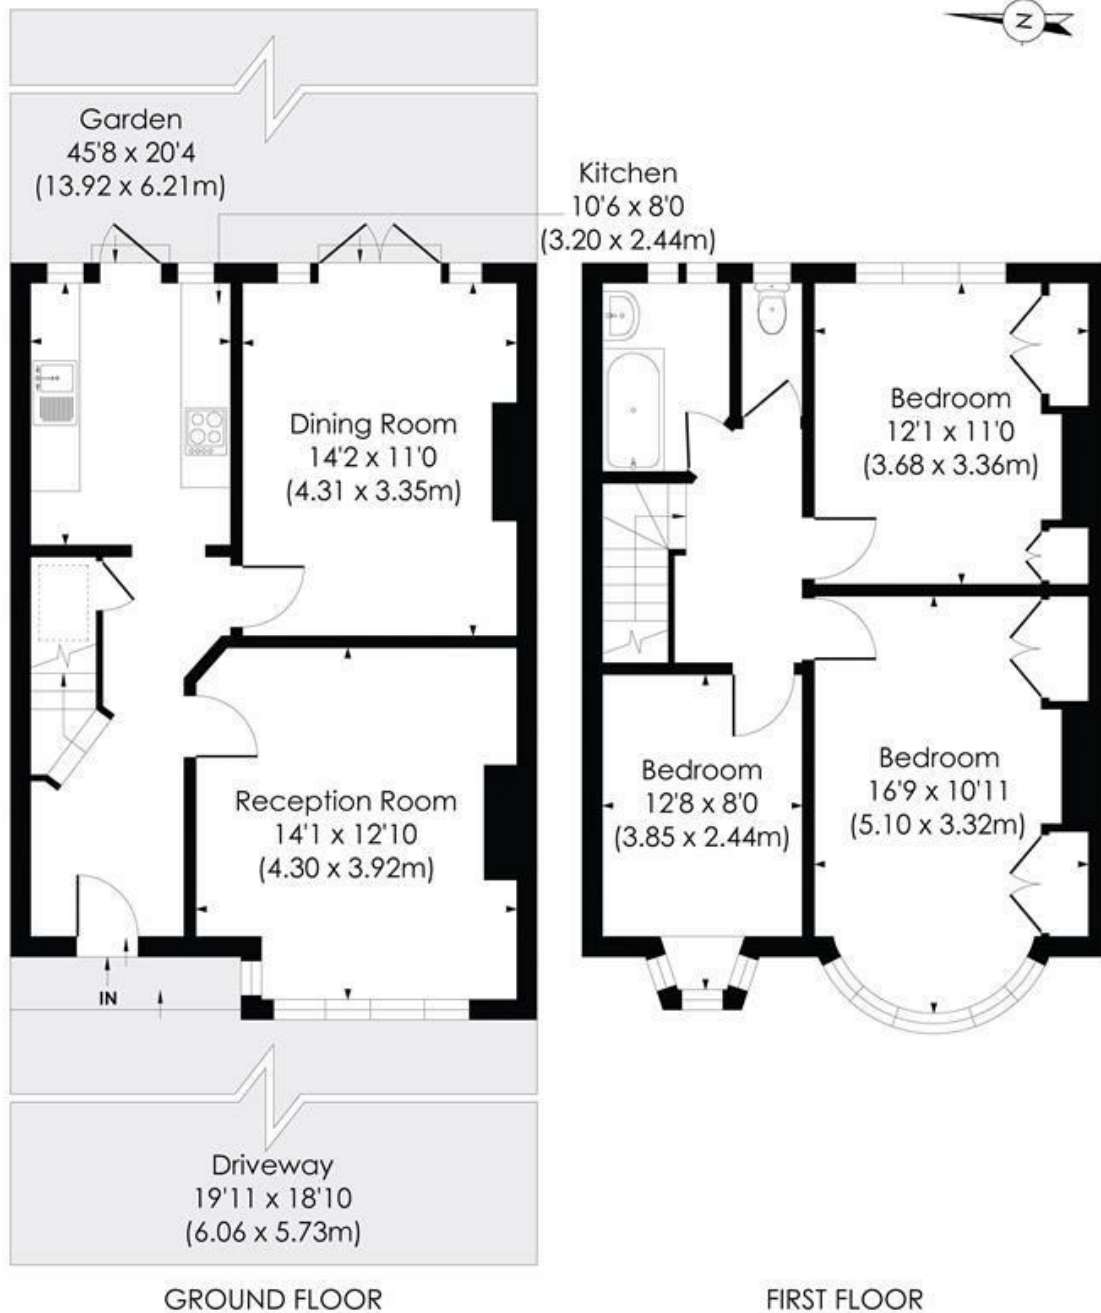 N
Garden
45'8 x 20'4
(13.92 x 6.21m)
Kitchen
10'6 x 8'0
(3.20 x 2.44m)
Dining Room
14'2 x 11'0
(4.31 x 3.35m)
Bedroom
12'1 x 11'0
(3.68 x 3.36m)
Reception Room
14'1 x 12'10
(4.30 x 3.92m)
Bedroom
12'8 x 8'0
(3.85 x 2.44m)
Bedroom
16'9 x 10'11
(5.10 x 3.32m)
IN
Driveway
19'11 x 18'10
(6.06 x 5.73m)
GROUND FLOOR
FIRST FLOOR